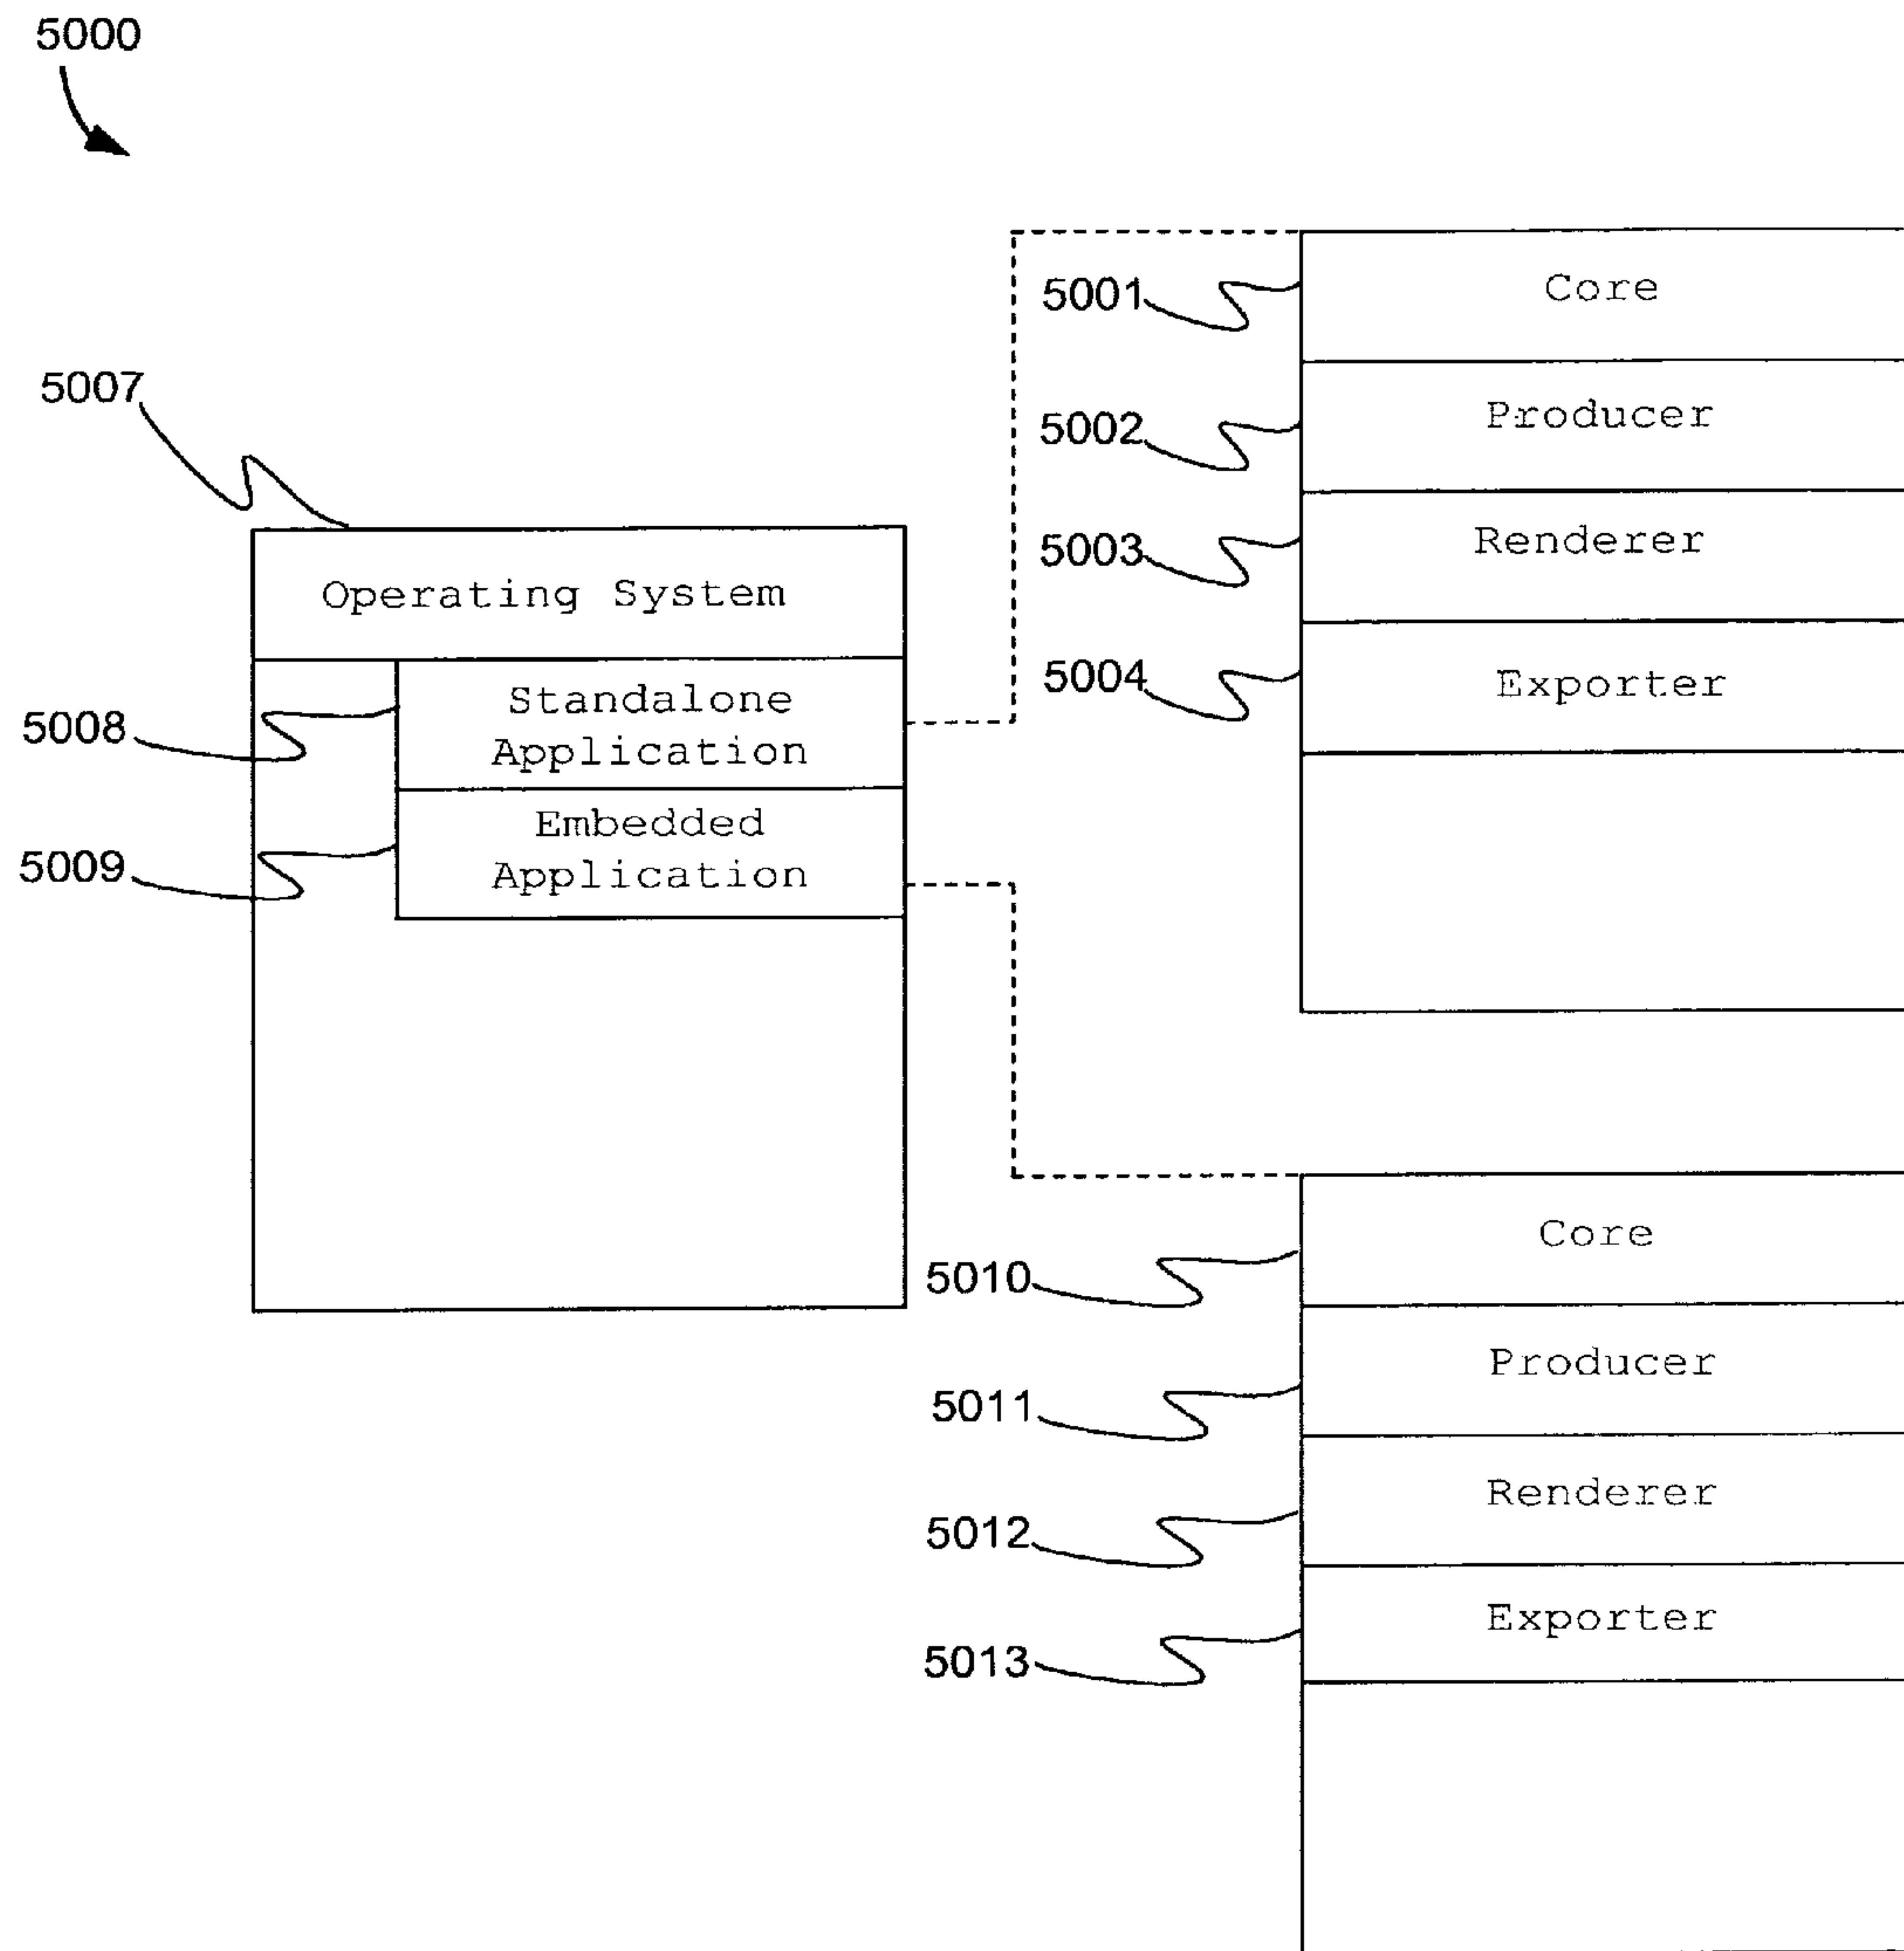 5000
5007
Operating System
5008
Standalone
Application
5009
Embedded
Application
5001
Core
5002
Producer
5003
Renderer
5004
Exporter
5010
Core
5011
Producer
5012
Renderer
5013
Exporter